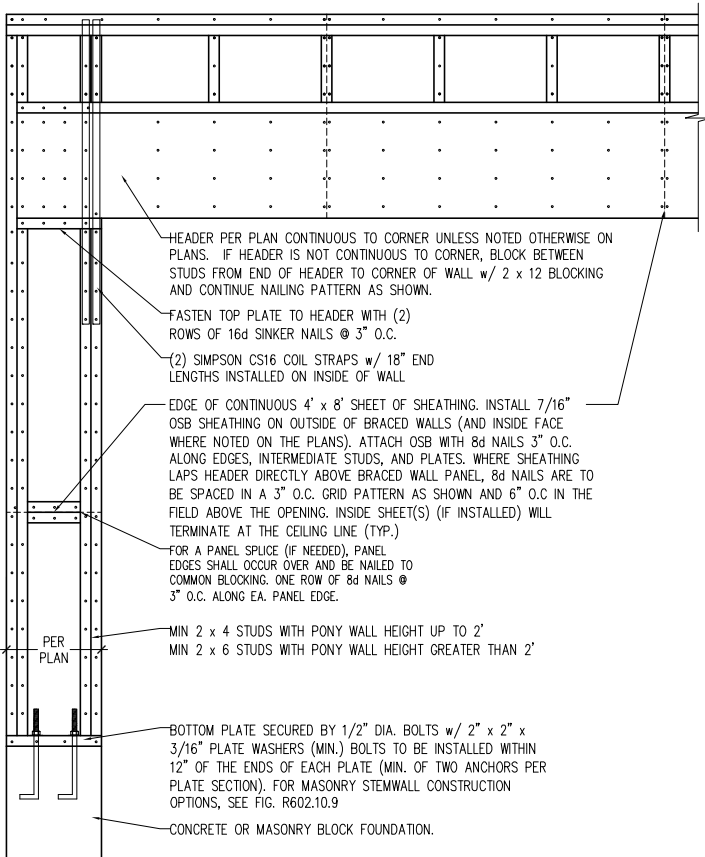 HEADER PER PLAN CONTINUOUS TO CORNER UNLESS NOTED OTHERWISE ON
PLANS. IF HEADER IS NOT CONTINUOUS TO CORNER, BLOCK BETWEEN
STUDS FROM END OF HEADER TO CORNER OF WALL w/ 2 x 12 BLOCKING
AND CONTINUE NAILING PATTERN AS SHOWN.
FASTEN TOP PLATE TO HEADER WITH (2)
ROWS OF 16d SINKER NAILS @ 3" O.C.
(2) SIMPSON CS16 COIL STRAPS w/ 18" END
LENGTHS INSTALLED ON INSIDE OF WALL
EDGE OF CONTINUOUS 4' x 8' SHEET OF SHEATHING. INSTALL 7/16"
OSB SHEATHING ON OUTSIDE OF BRACED WALLS (AND INSIDE FACE
WHERE NOTED ON THE PLANS). ATTACH OSB WITH 8d NAILS 3" O.C.
ALONG EDGES, INTERMEDIATE STUDS, AND PLATES. WHERE SHEATHING
LAPS HEADER DIRECTLY ABOVE BRACED WALL PANEL, 8d NAILS ARE TO
BE SPACED IN A 3" O.C. GRID PATTERN AS SHOWN AND 6" O.C IN THE
FIELD ABOVE THE OPENING. INSIDE SHEET(S) (IF INSTALLED) WILL
TERMINATE AT THE CEILING LINE (TYP.)
FOR A PANEL SPLICE (IF NEEDED), PANEL
EDGES SHALL OCCUR OVER AND BE NAILED TO
COMMON BLOCKING. ONE ROW OF 8d NAILS @
3" O.C. ALONG EA. PANEL EDGE.
MIN 2 x 4 STUDS WITH PONY WALL HEIGHT UP TO 2'
MIN 2 x 6 STUDS WITH PONY WALL HEIGHT GREATER THAN 2'
PER
PLAN
BOTTOM PLATE SECURED BY 1/2" DIA. BOLTS w/ 2" x 2" x
3/16" PLATE WASHERS (MIN.) BOLTS TO BE INSTALLED WITHIN
12" OF THE ENDS OF EACH PLATE (MIN. OF TWO ANCHORS PER
PLATE SECTION). FOR MASONRY STEMWALL CONSTRUCTION
OPTIONS, SEE FIG. R602.10.9
CONCRETE OR MASONRY BLOCK FOUNDATION.